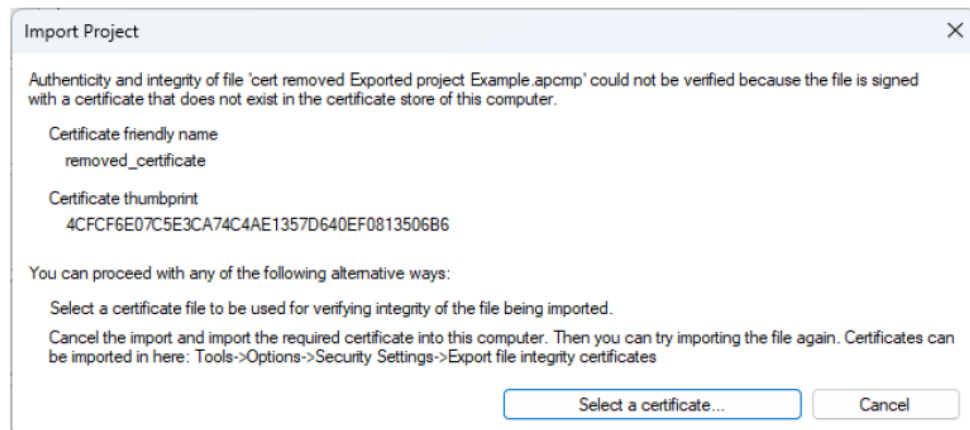 Import Project
Authenticity and integrity of file 'cert removed Exported project Example.apcmp' could not be verified because the file is signed
with a certificate that does not exist in the certificate store of this computer.
Certificate friendly name
removed_certificate
Certificate thumbprint
4CFCF6E07C5E3CA74C4AE1357D640EF0813506B6
You can proceed with any of the following alternative ways:
Select a certificate file to be used for verifying integrity of the file being imported.
Cancel the import and import the required certificate into this computer. Then you can try importing the file again. Certificates can
be imported in here: Tools->Options->Security Settings->Export file integrity certificates
Select a certificate... Cancel